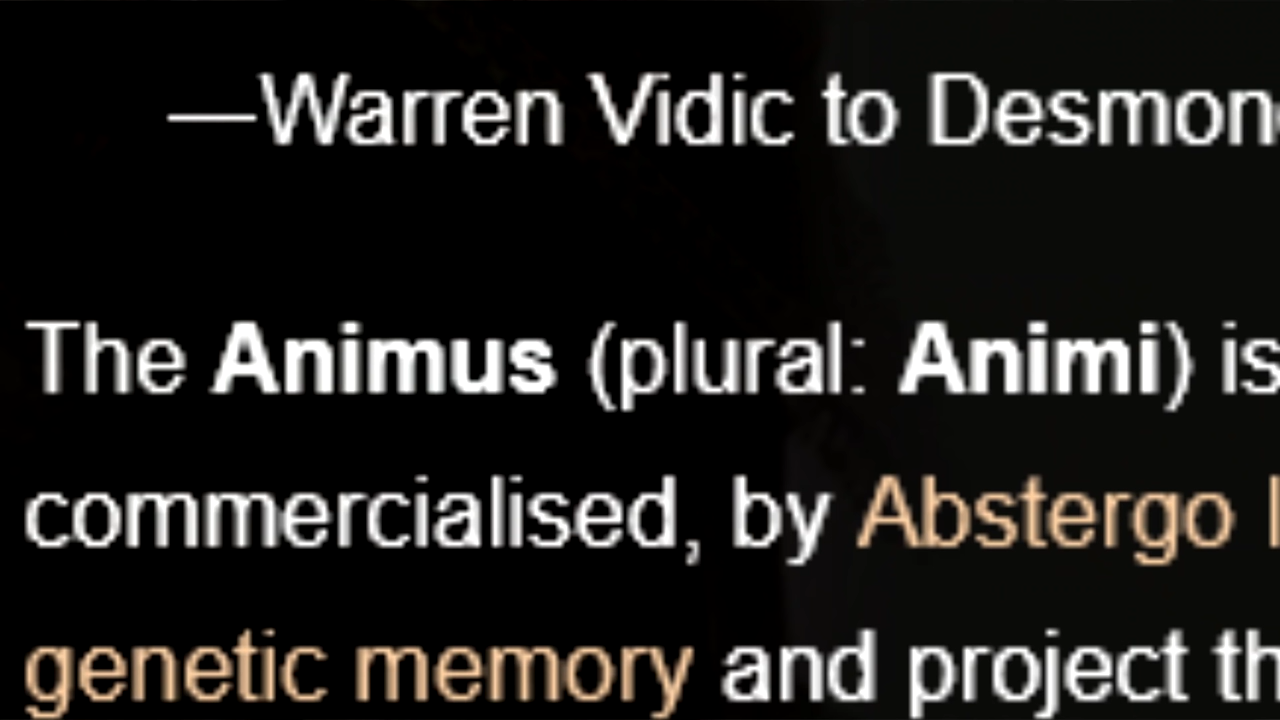 —Warren Vidic to Desmon
The Animus (plural: Animi) is
commercialised, by Abstergo
genetic memory and project th